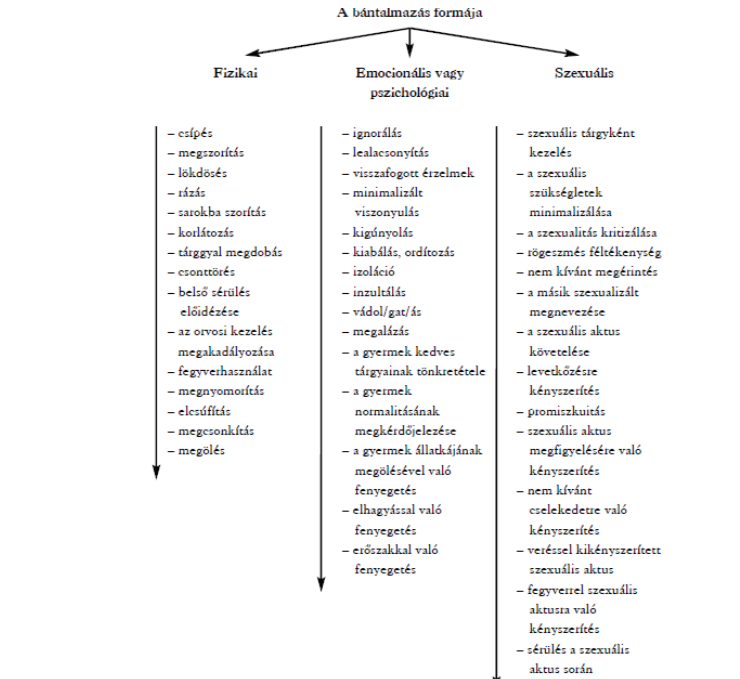 A bántalmazás formája
Fizikai
– csípés
– megszorítás
– lökdösés
– rázás
– sarokba szorítás
– korlátozás
– tárggyal megdobás
– csonttörés
– belső sérülés
előidézése
– az orvosi kezelés
megakadályozása
– fegyverhasználat
– megnyomorítás
– elcsúfítás
– megcsonkítás
– megölés
Emocionális vagy
pszichológiai
– ignorálás
– lealacsonyítás
– visszafogott érzelmek
– minimalizált
viszonyulás
– kigúnyolás
– kiabálás, ordítozás
– izoláció
– inzultálás
– vádol/gat/ás
– megalázás
– a gyermek kedves
tárgyainak tönkretétele
– a gyermek
normalitásának
megkérdőjelezése
– a gyermek állatkájának
megölésével való
fenyegetés
– elhagyással való
fenyegetés
– erőszakkal való
fenyegetés
Szexuális
– szexuális tárgyként
kezelés
– a szexuális
szükségletek
minimalizálása
– a szexualitás kritizálása
– rögeszmés féltékenység
– nem kívánt megérintés
– a másik szexualizált
megnevezése
– a szexuális aktus
követelése
– levetkőzésre
kényszerítés
– promiszkuitás
– szexuális aktus
megfigyelésére való
kényszerítés
– nem kívánt
cselekedetre való
kényszerítés
– veréssel kikényszerített
szexuális aktus
– fegyverrel szexuális
aktusra való
kényszerítés
– sérülés a szexuális
aktus során